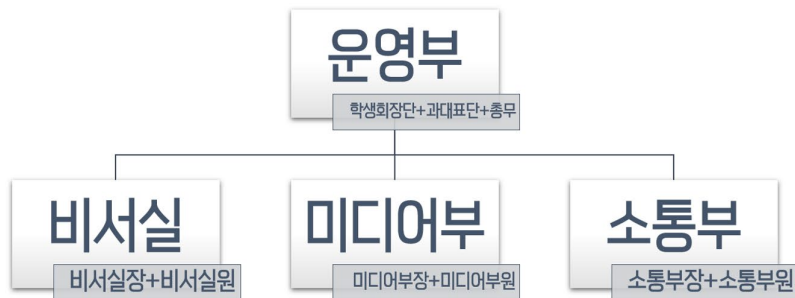 운영부
학생회장단+과대표단+총무
비서실
비서실장+비서실원
미디어부
미디어부장+미디어부원
소통부
소통부장+소통부원